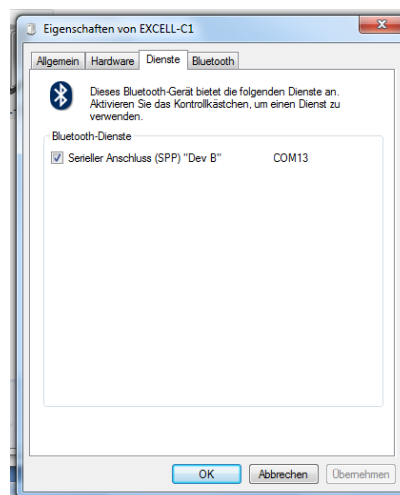 Eigenschaften von EXCELL-C1
Allgemein Hardware Dienste Bluetooth
Dieses Bluetooth-Gerät bietet die folgenden Dienste an.
Aktivieren Sie das Kontrollkästchen, um einen Dienst zu
verwenden.
Bluetooth-Dienste
Serieller Anschluss (SPP) "Dev B" COM13
OK Abbrechen Übernehmen